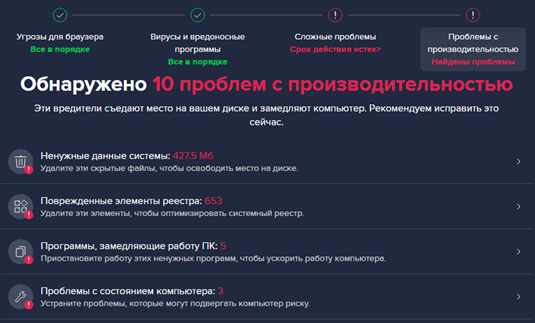 Угрозы для браузера
Все в порядке
Вирусы и вредоносные
программы
Все в порядке
Сложные проблемы
Срок действия истек>
Проблемы с
производительностью
Найдены проблемы
Обнаружено 10 проблем с производительностью
Эти вредители съедают место на вашем диске и замедляют компьютер. Рекомендуем исправить это
сейчас.
Ненужные данные системы: 427.5 Мб
Удалите эти скрытые файлы, чтобы освободить место на диске.
Поврежденные элементы реестра: 653
Удалите эти элементы, чтобы оптимизировать системный реестр.
Программы, замедляющие работу ПК: 5
Приостановите работу этих ненужных программ, чтобы ускорить работу компьютера.
Проблемы с состоянием компьютера: 3
Устраните проблемы, которые могут подвергать компьютер риску.